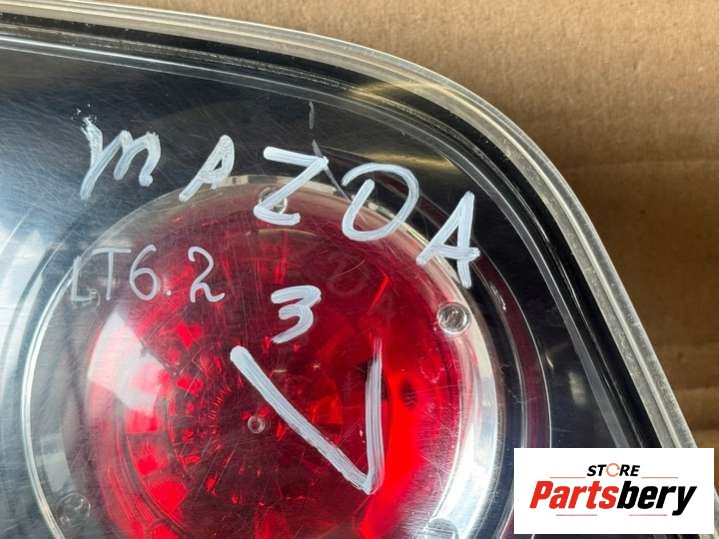 MAZDA
LT6.2
3
V
STORE
Partsbery